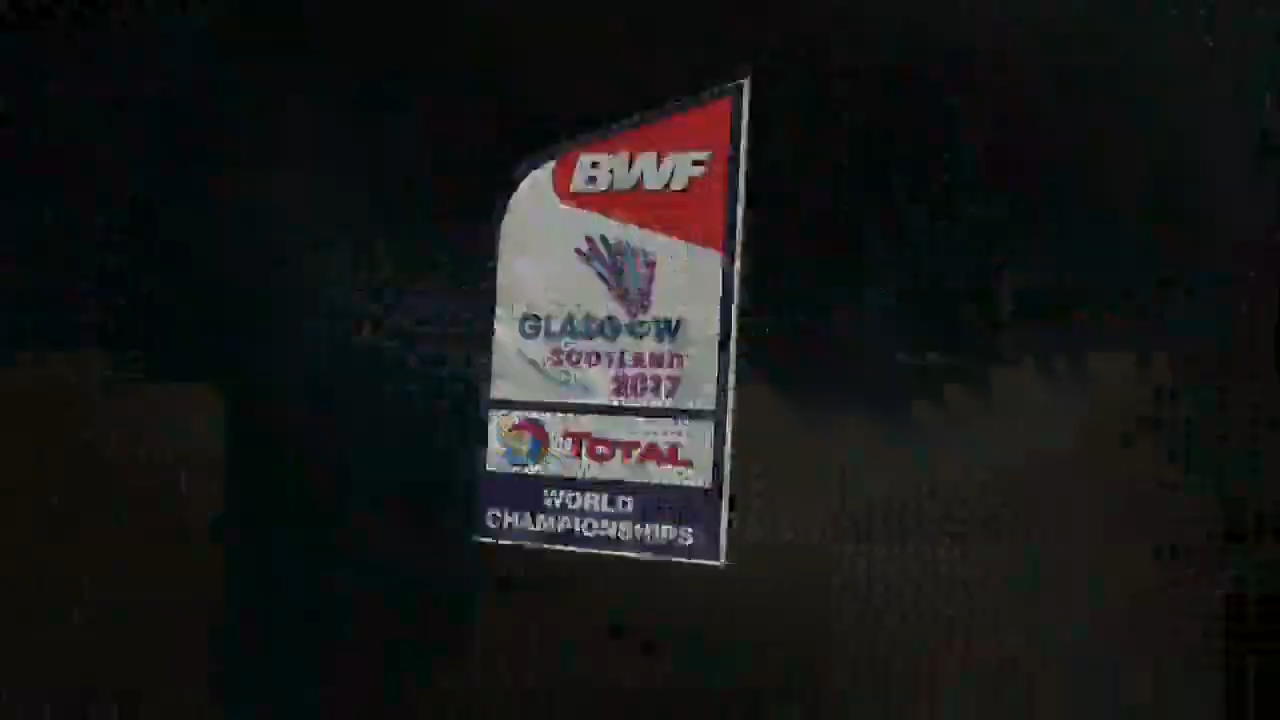 BWF
GLASGOW
SCOTLAND
2017
TOTAL
WORLD
CHAMPIONSHIPS